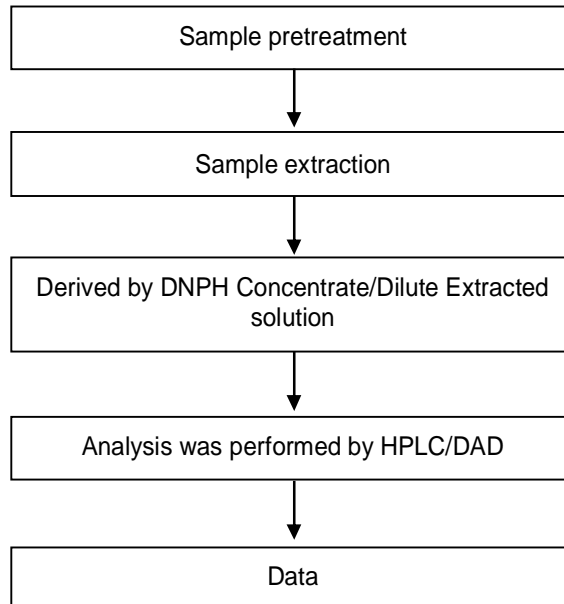 Sample pretreatment
Sample extraction
Derived by DNPH Concentrate/Dilute Extracted
solution
Analysis was performed by HPLC/DAD
Data